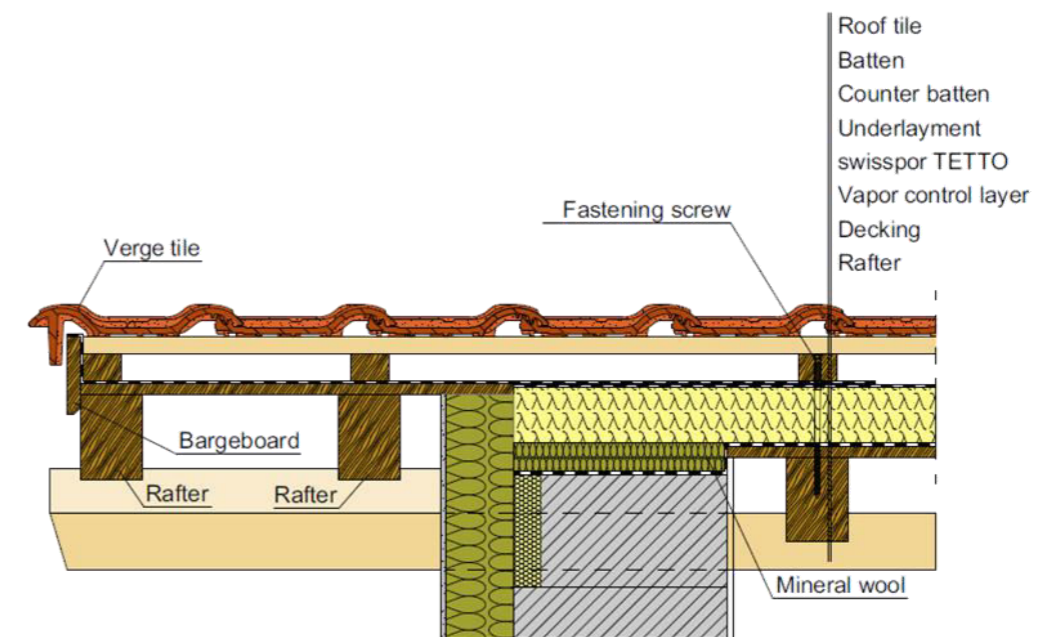 Roof tile
Batten
Counter batten
Underlayment
swisspor TETTO
Vapor control layer
Decking
Rafter
Fastening screw
Verge tile
Bargeboard
Rafter
Rafter
Mineral wool